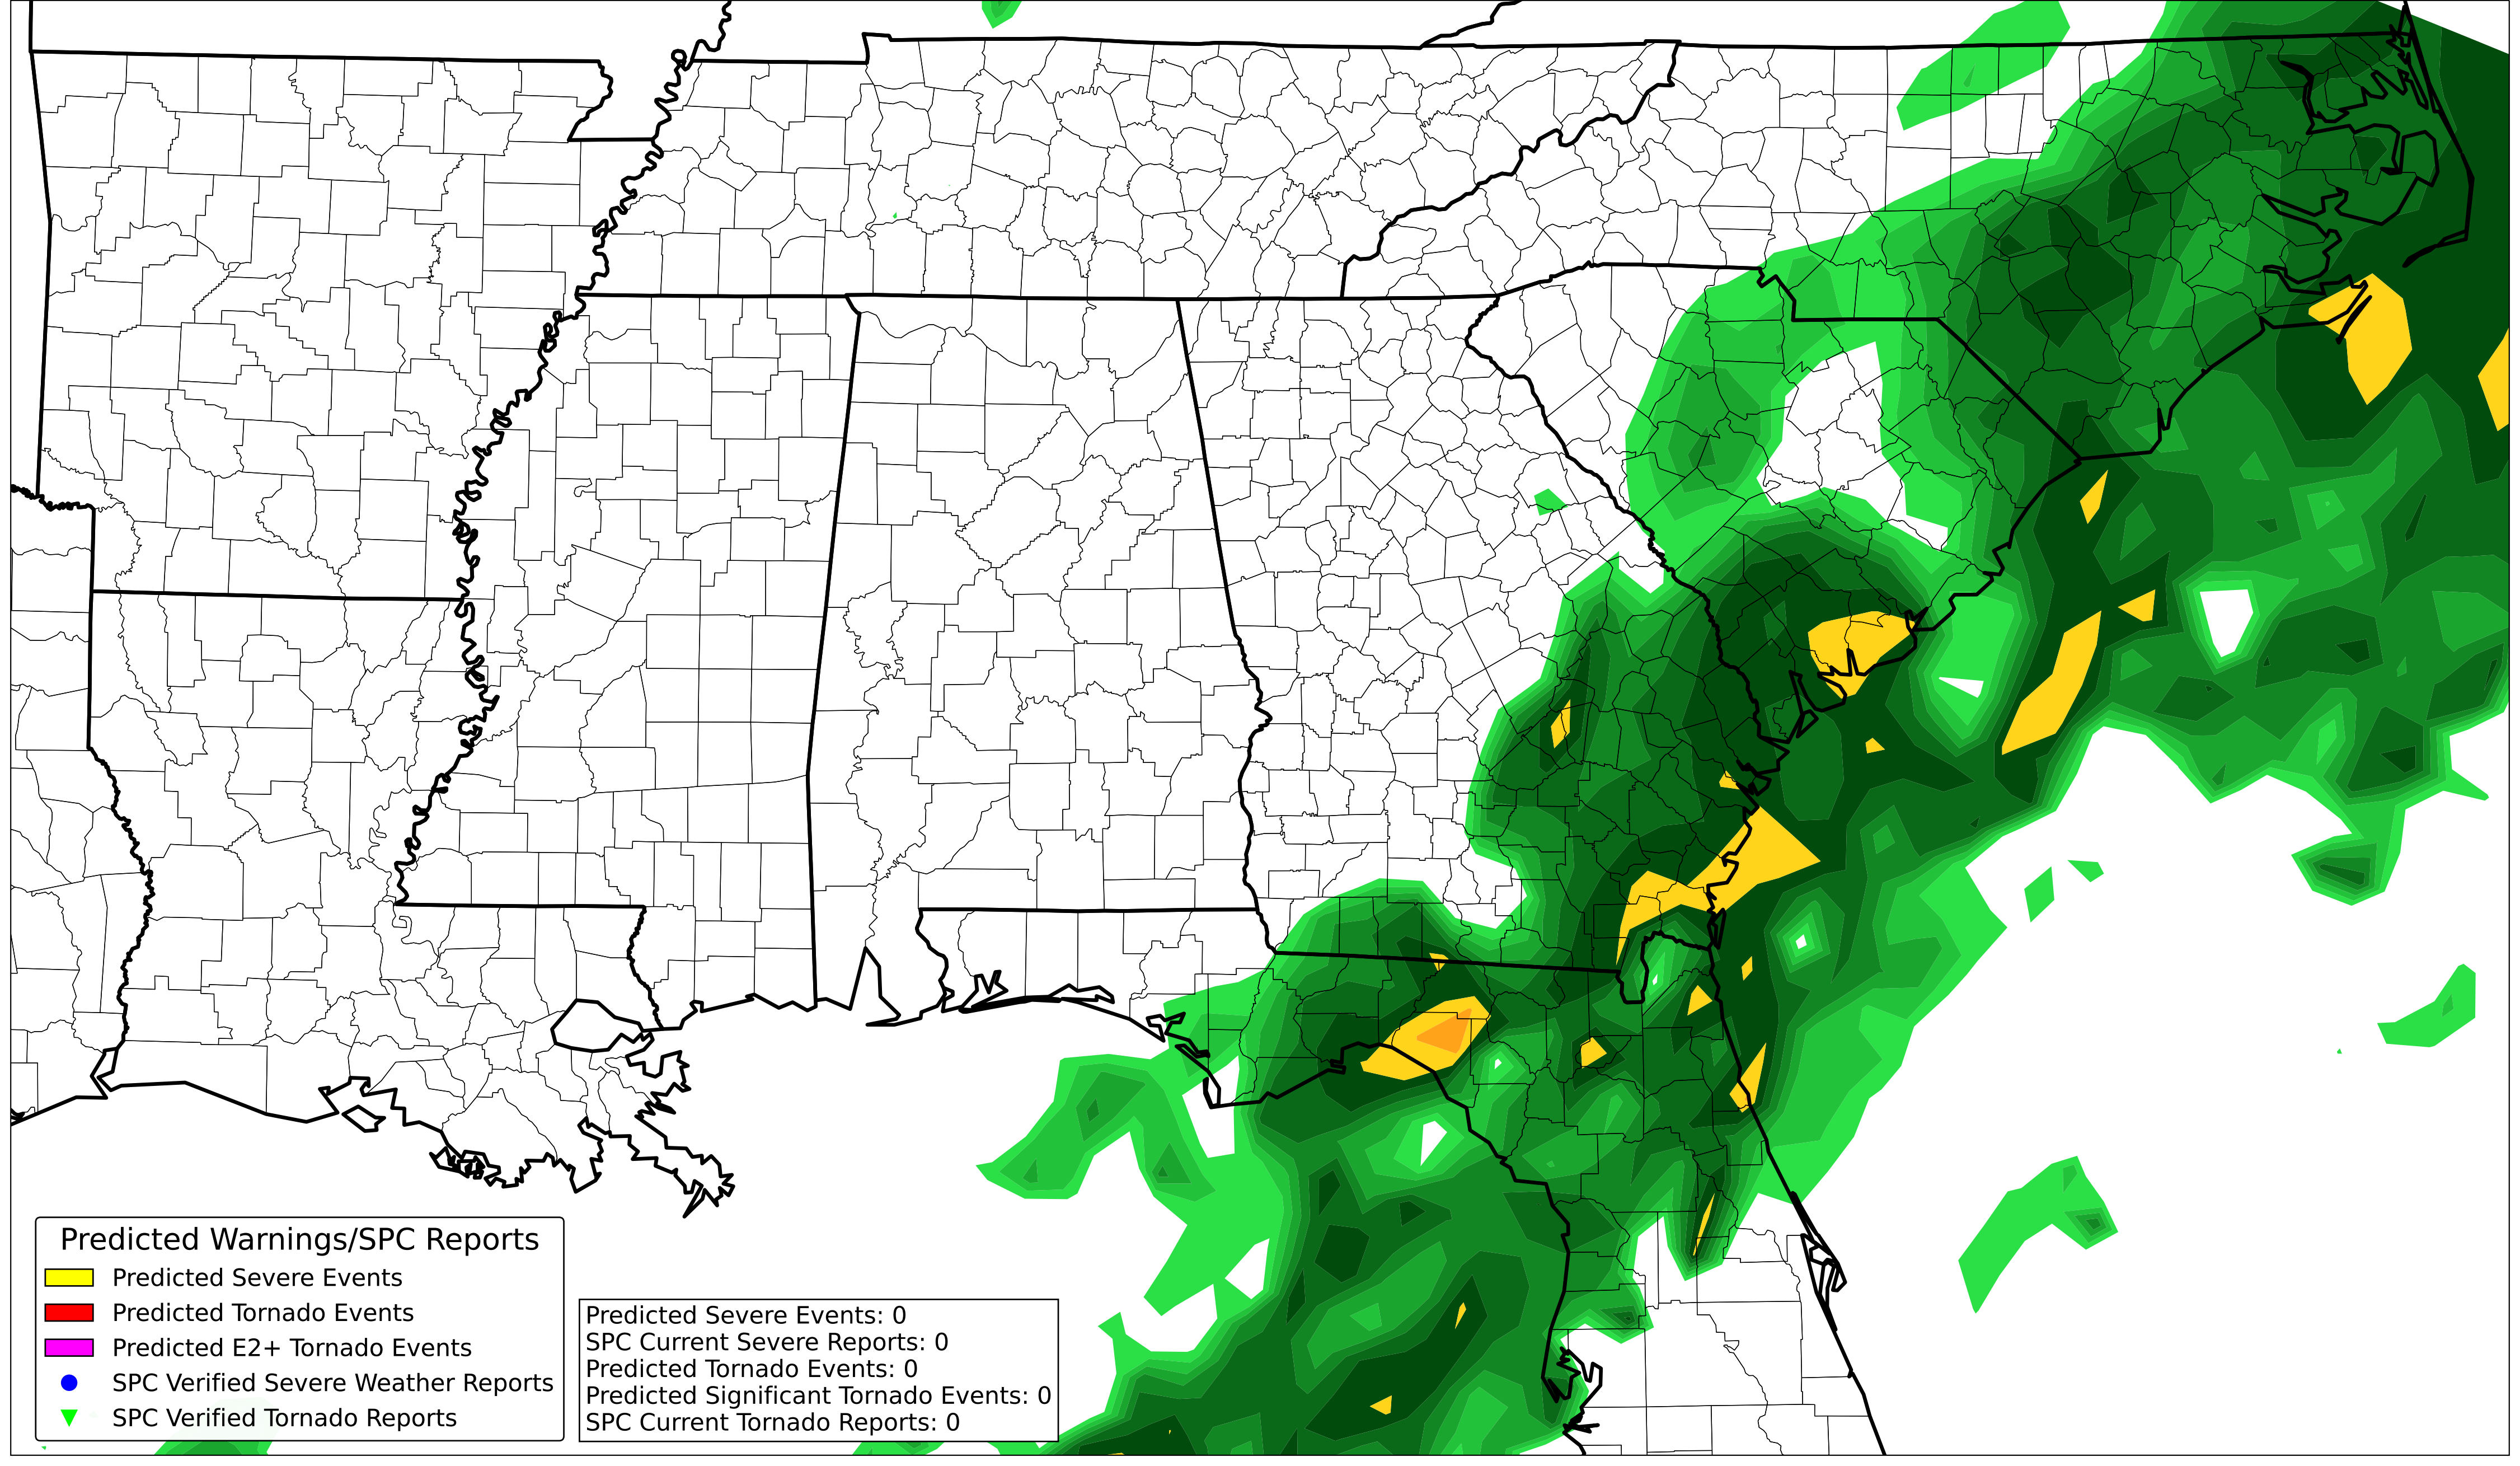 Predicted Warnings/SPC Reports
Predicted Severe Events
Predicted Tornado Events
Predicted E2+ Tornado Events
SPC Verified Severe Weather Reports
SPC Verified Tornado Reports
Predicted Severe Events: 0
SPC Current Severe Reports: 0
Predicted Tornado Events: 0
Predicted Significant Tornado Events: 0
SPC Current Tornado Reports: 0